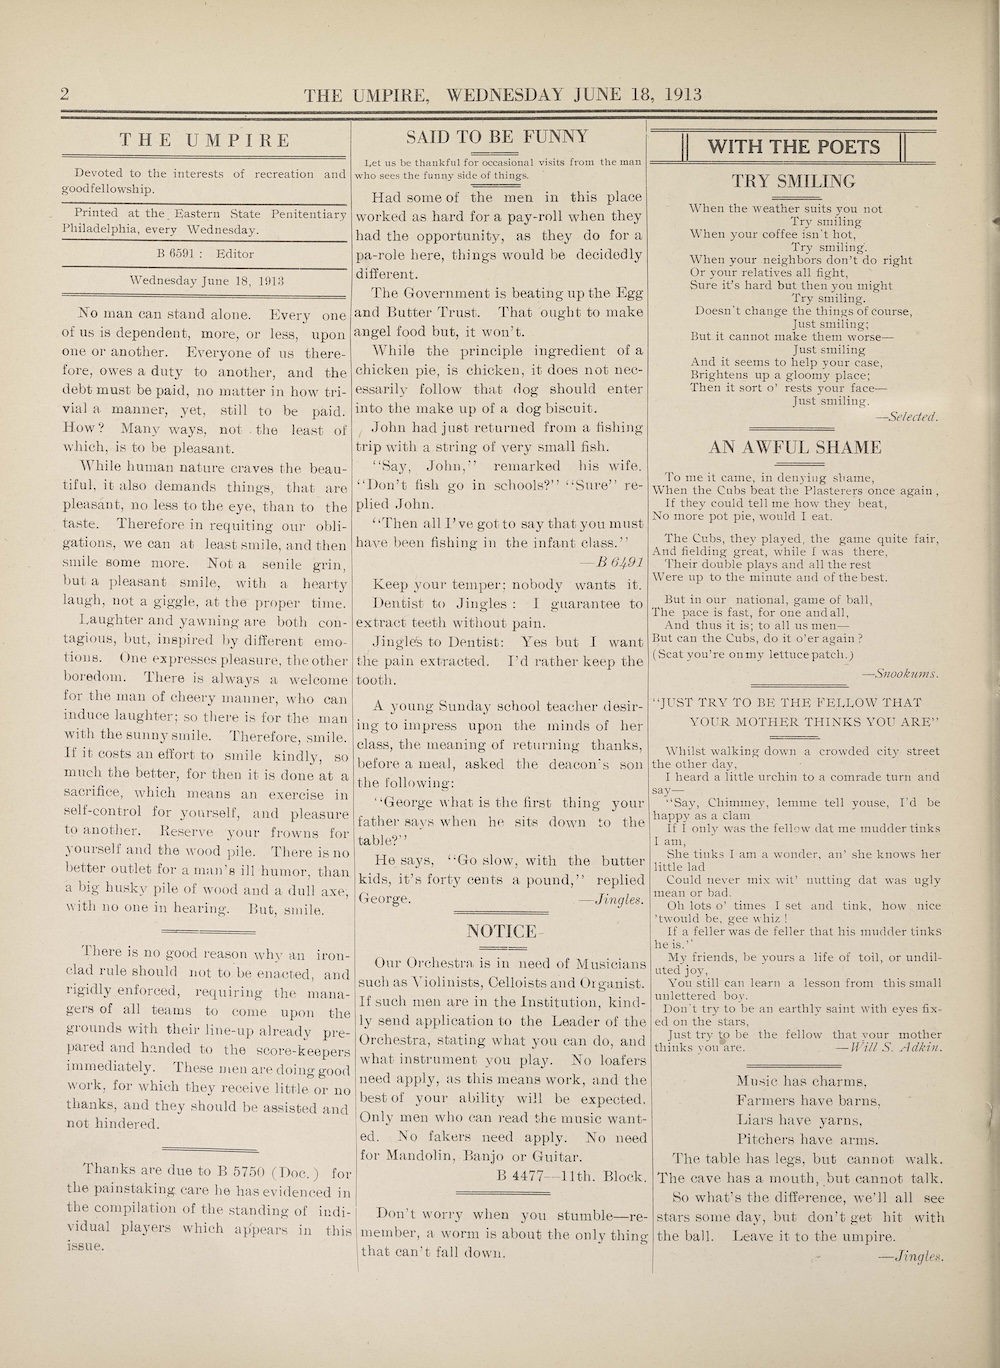 2
THE UMPIRE, WEDNESDAY JUNE 18, 1913
THE UMPIRE
Devoted to the interests of recreation and
goodfellowship.
Printed at the Eastern State Penitentiary
Philadelphia, every Wednesday.
B 6591 : Editor
Wednesday June 18, 1913
No man can stand alone. Every one
of us is dependent, more, or less, upon
one or another. Everyone of us there-
fore, owes a duty to another, and the
debt must be paid, no matter in how tri-
vial a manner, yet, still to be paid.
How? Many ways, not the least of
which, is to be pleasant.
While human nature craves the beau-
tiful, it also demands things, that are
pleasant, no less to the eye, than to the
taste. Therefore in requiting our obli-
gations, we can at least smile, and then
smile some more. Not a senile grin,
but a pleasant smile, with a hearty
laugh, not a giggle, at the proper time.
Laughter and yawning are both con-
tagious, but, inspired by different emo-
tions. One expresses pleasure, the other
boredom. There is always a welcome
for the man of cheery manner, who can
induce laughter; so there is for the man
with the sunny smile. Therefore, smile.
If it costs an effort to smile kindly, so
much the better, for then it is done at a
sacrifice, which means an exercise in
self-control for yourself, and pleasure
to another. Reserve your frowns for
yourself and the wood pile. There is no
better outlet for a man's ill humor, than
a big husky pile of wood and a dull axe,
with no one in hearing. But, smile.
There is no good reason why an iron-
clad rule should not to be enacted, and
rigidly enforced, requiring the mana-
gers of all teams to come upon the
grounds with their line-up already pre-
pared and handed to the score-keepers
immediately. These men are doing good
work, for which they receive little or no
thanks, and they should be assisted and
not hindered.
Thanks are due to B 5750 (Doc.) for
the painstaking care he has evidenced in
the compilation of the standing of indi-
vidual players which appears in this
issue.
SAID TO BE FUNNY
Let us be thankful for occasional visits from the man
who sees the funny side of things.
Had some of the men in this place
worked as hard for a pay-roll when they
had the opportunity, as they do for a
pa-role here, things would be decidedly
different.
The Government is beating up the Egg
and Butter Trust. That ought to make
angel food but, it won't.
While the principle ingredient of a
chicken pie, is chicken, it does not nec-
essarily follow that dog should enter
into the make up of a dog biscuit.
John had just returned from a fishing
trip with a string of very small fish.
"Say, John," remarked his wife.
"Don't fish go in schools?" "Sure" re-
plied John.
"Then all I've got to say that you must
have been fishing in the infant class."
—B 6491
Keep your temper; nobody wants it.
Dentist to Jingles : I guarantee to
extract teeth without pain.
Jingle's to Dentist: Yes but I want
the pain extracted. I'd rather keep the
tooth.
A young Sunday school teacher desir-
ing to impress upon the minds of her
class, the meaning of returning thanks,
before a meal, asked the deacon's son
the following:
"George what is the first thing your
father says when he sits down to the
table?"
He says, "Go slow, with the butter
kids, it's forty cents a pound," replied
George. —Jingles.
NOTICE
Our Orchestra is in need of Musicians
such as Violinists, Celloists and Organist.
If such men are in the Institution, kind-
ly send application to the Leader of the
Orchestra, stating what you can do, and
what instrument you play. No loafers
need apply, as this means work, and the
best of your ability will be expected.
Only men who can read the music want-
ed. No fakers need apply. No need
for Mandolin, Banjo or Guitar.
B 4477—11th. Block.
Don't worry when you stumble—re-
member, a worm is about the only thing
that can't fall down.
WITH THE POETS
TRY SMILING
When the weather suits you not
Try smiling
When your coffee isn't hot,
Try smiling.
When your neighbors don't do right
Or your relatives all fight,
Sure it's hard but then you might
Try smiling.
Doesn't change the things of course,
Just smiling;
But it cannot make them worse—
Just smiling
And it seems to help your case,
Brightens up a gloomy place;
Then it sort o' rests your face—
Just smiling.
—Selected.
AN AWFUL SHAME
To me it came, in denying shame,
When the Cubs beat the Plasterers once again,
If they could tell me how they beat,
No more pot pie, would I eat.
The Cubs, they played, the game quite fair,
And fielding great, while I was there,
Their double plays and all the rest
Were up to the minute and of the best.
But in our national, game of ball,
The pace is fast, for one and all,
And thus it is; to all us men—
But can the Cubs, do it o'er again ?
(Scat you're on my lettuce patch.)
—Snookums.
"JUST TRY TO BE THE FELLOW THAT
YOUR MOTHER THINKS YOU ARE"
Whilst walking down a crowded city street
the other day,
I heard a little urchin to a comrade turn and
say—
"Say, Chimmey, lemme tell youse, I'd be
happy as a clam
If I only was the fellow dat me mudder tinks
I am,
She tinks I am a wonder, an' she knows her
little lad
Could never mix wit' nutting dat was ugly
mean or bad.
Oh lots o' times I set and tink, how nice
'twould be, gee whiz !
If a feller was de feller that his mudder tinks
he is."
My friends, be yours a life of toil, or undil-
uted joy,
You still can learn a lesson from this small
unlettered boy.
Don't try to be an earthly saint with eyes fix-
ed on the stars,
Just try to be the fellow that your mother
thinks you are. —Will S. Adkin.
Music has charms,
Farmers have barns,
Liars have yarns,
Pitchers have arms.
The table has legs, but cannot walk.
The cave has a mouth, but cannot talk.
So what's the difference, we'll all see
stars some day, but don't get hit with
the ball. Leave it to the umpire.
—Jingles.